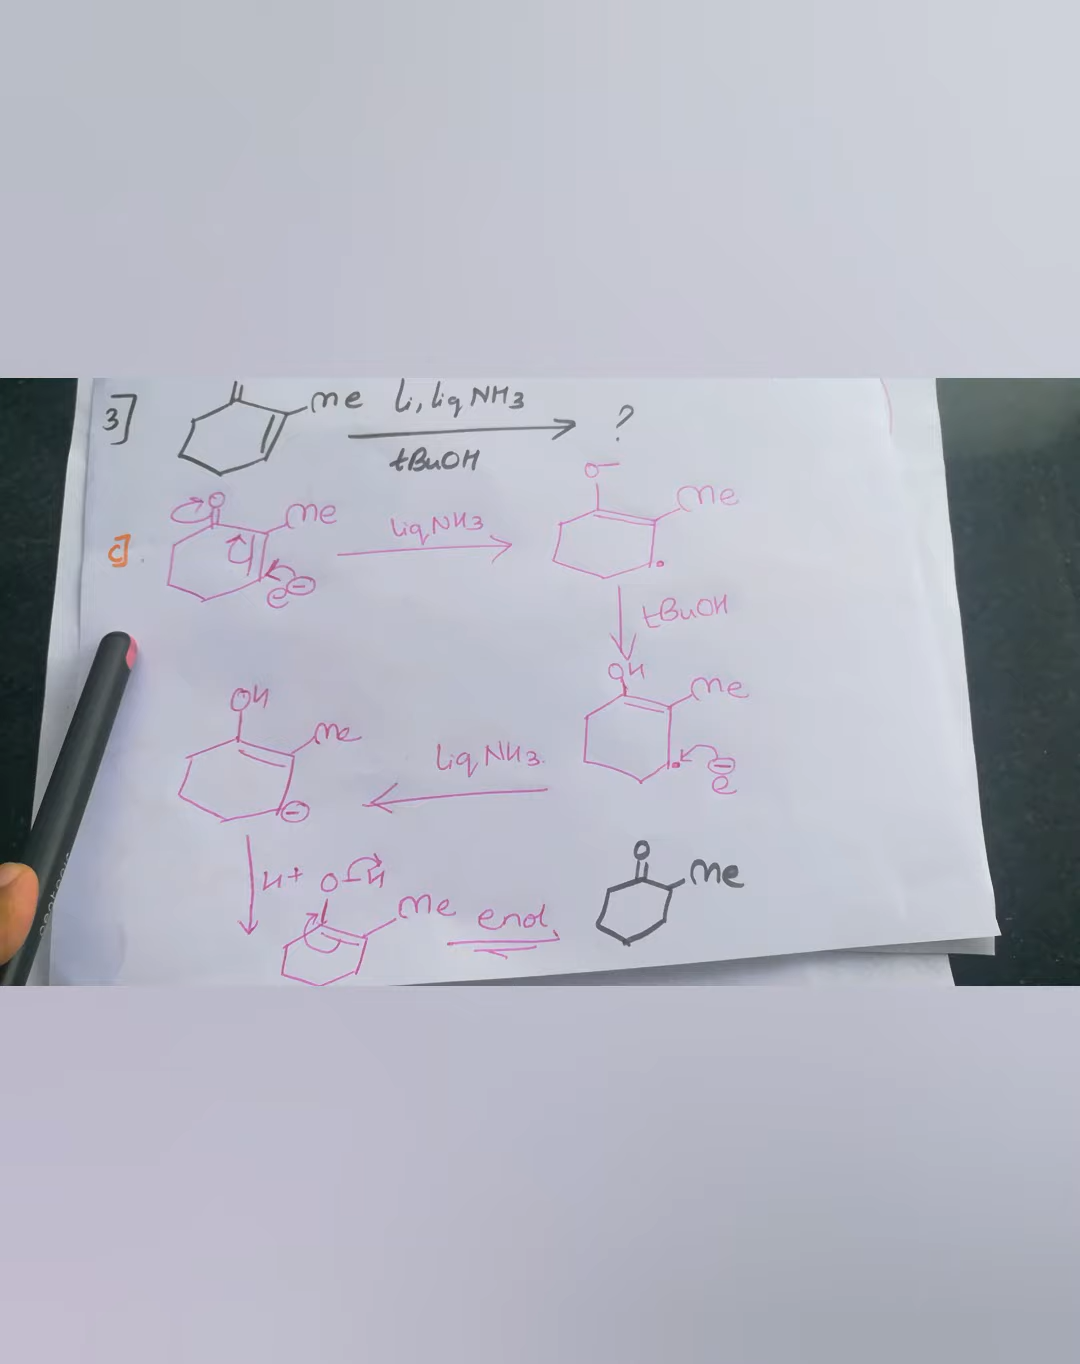 3]
Me Li, liq NH3 ?
tBuOH
O-
Me
O
Me liq NH3
c].
e⊖
tBuOH
OH
Me
OH
Me
liq NH3.
⊖
e
⊖
H+ O-H
O
Me
Me enol,